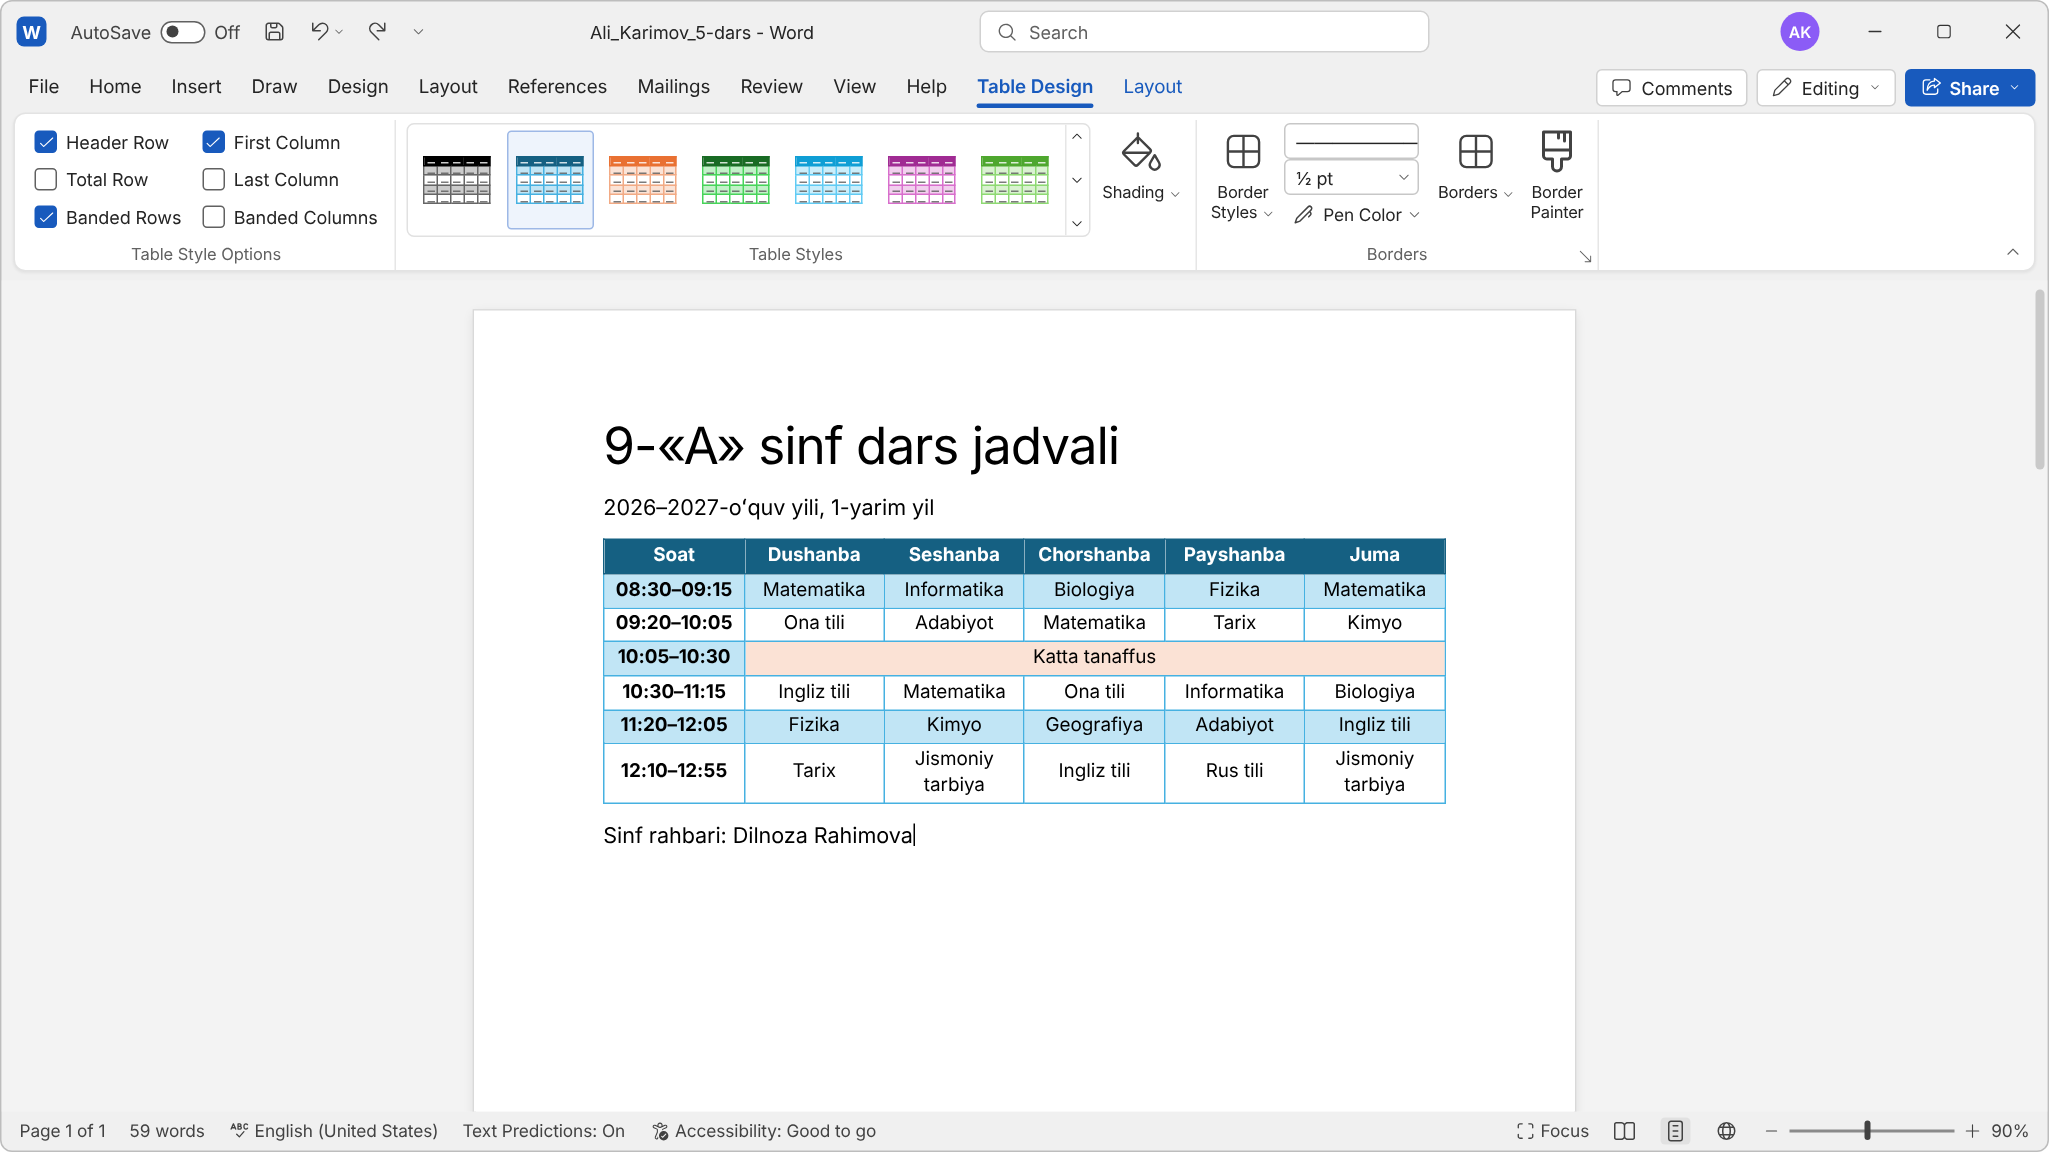 W AutoSave Off Ali_Karimov_5-dars - Word Search AK
File Home Insert Draw Design Layout References Mailings Review View Help Table Design Layout Comments Editing Share
Header Row First Column
Total Row Last Column
Banded Rows Banded Columns
Table Style Options
Table Styles
Shading
Border Styles
½ pt
Pen Color
Borders
Border Painter
Borders
9-«A» sinf dars jadvali
2026–2027-oʻquv yili, 1-yarim yil
Soat Dushanba Seshanba Chorshanba Payshanba Juma
08:30–09:15 Matematika Informatika Biologiya Fizika Matematika
09:20–10:05 Ona tili Adabiyot Matematika Tarix Kimyo
10:05–10:30 Katta tanaffus
10:30–11:15 Ingliz tili Matematika Ona tili Informatika Biologiya
11:20–12:05 Fizika Kimyo Geografiya Adabiyot Ingliz tili
12:10–12:55 Tarix Jismoniy tarbiya Ingliz tili Rus tili Jismoniy tarbiya
Sinf rahbari: Dilnoza Rahimova
Page 1 of 1 59 words ABC English (United States) Text Predictions: On Accessibility: Good to go Focus 90%